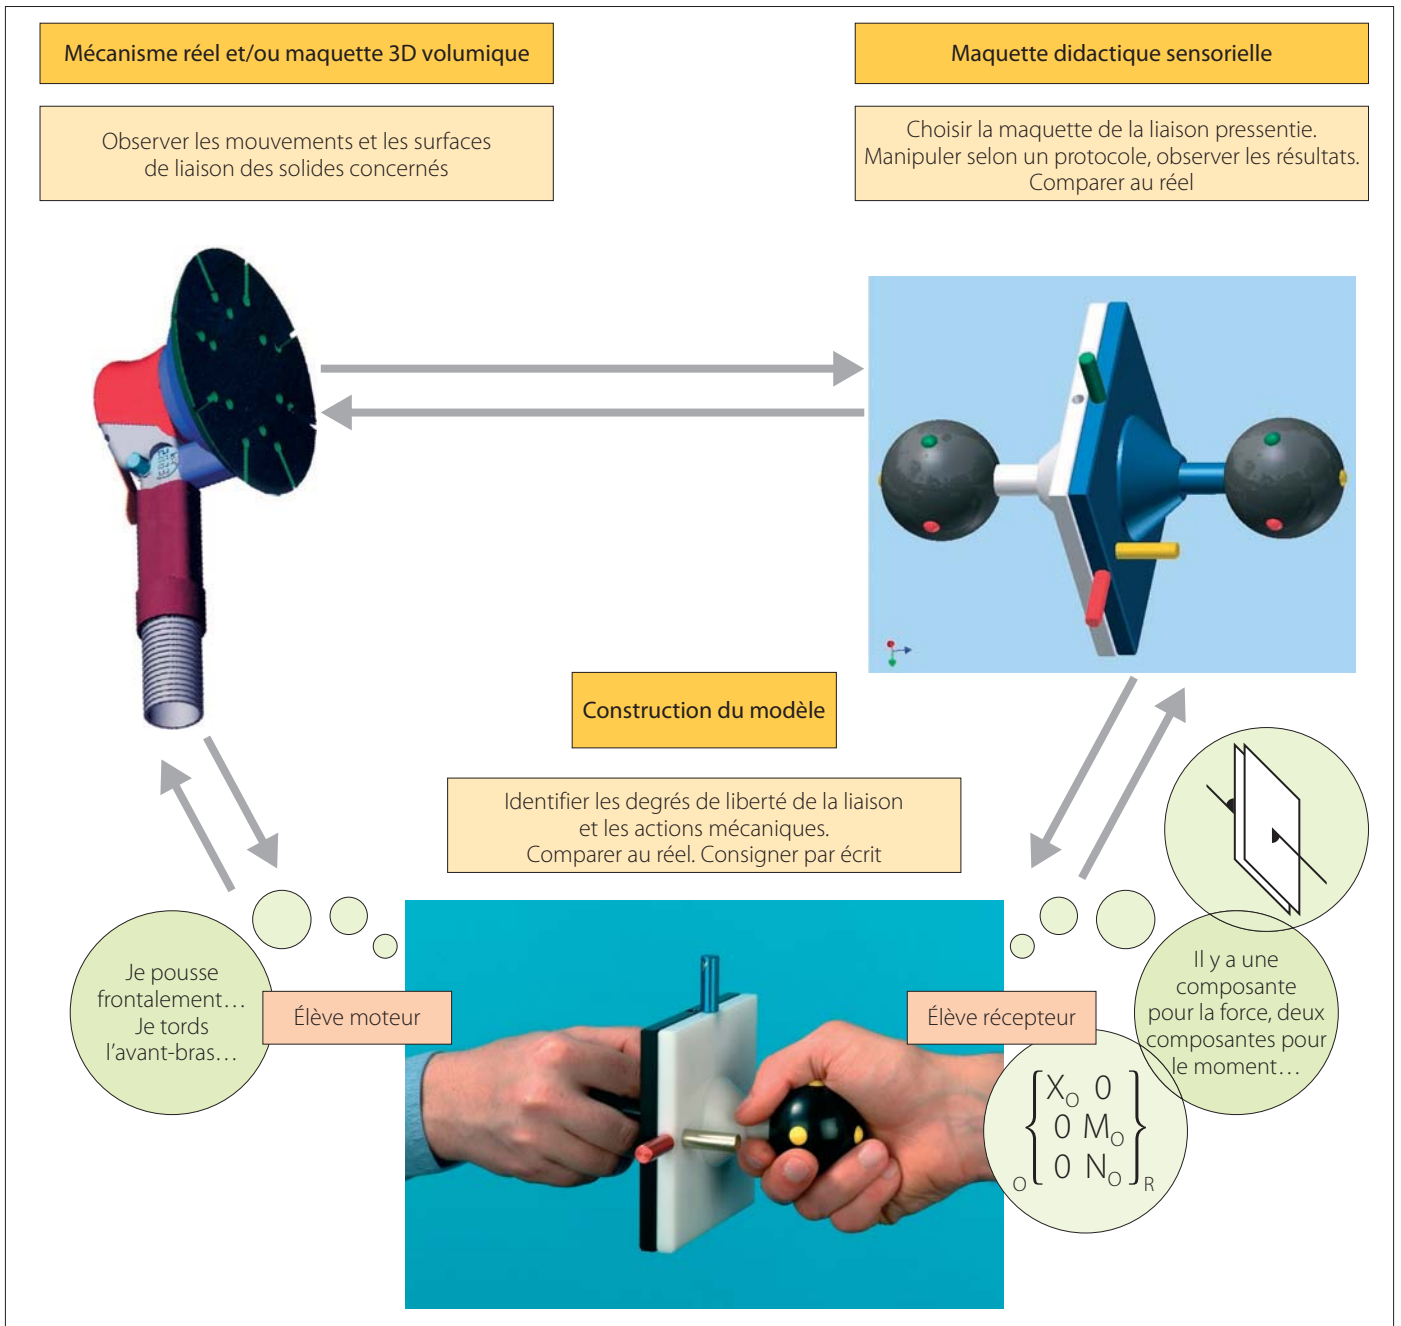 Mécanisme réel et/ou maquette 3D volumique
Maquette didactique sensorielle
Observer les mouvements et les surfaces
de liaison des solides concernés
Choisir la maquette de la liaison pressentie.
Manipuler selon un protocole, observer les résultats.
Comparer au réel
Construction du modèle
Identifier les degrés de liberté de la liaison
et les actions mécaniques.
Comparer au réel. Consigner par écrit
Je pousse
frontalement…
Je tords
l'avant-bras…
Élève moteur
Élève récepteur
Il y a une
composante
pour la force, deux
composantes pour
le moment…
X_O 0
0 M_O
0 N_O
O R